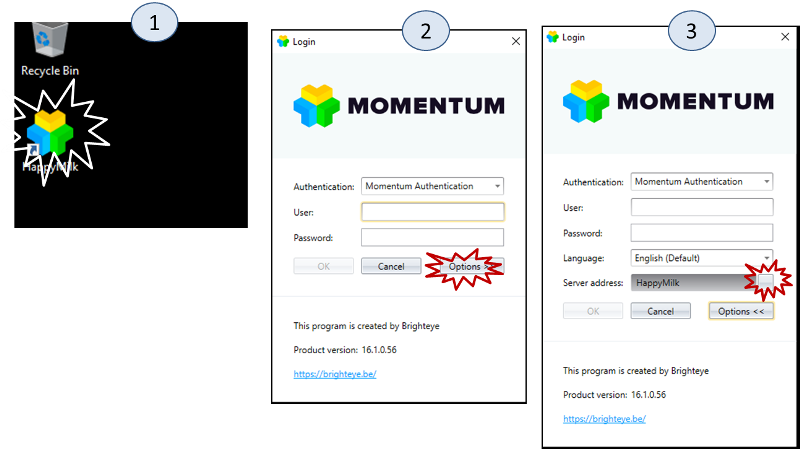 1
Recycle Bin
HappyMilk
2
Login
MOMENTUM
Authentication: Momentum Authentication
User:
Password:
OK Cancel Options >
This program is created by Brighteye
Product version: 16.1.0.56
https://brighteye.be/
3
Login
MOMENTUM
Authentication: Momentum Authentication
User:
Password:
Language: English (Default)
Server address: HappyMilk
OK Cancel Options <<
This program is created by Brighteye
Product version: 16.1.0.56
https://brighteye.be/